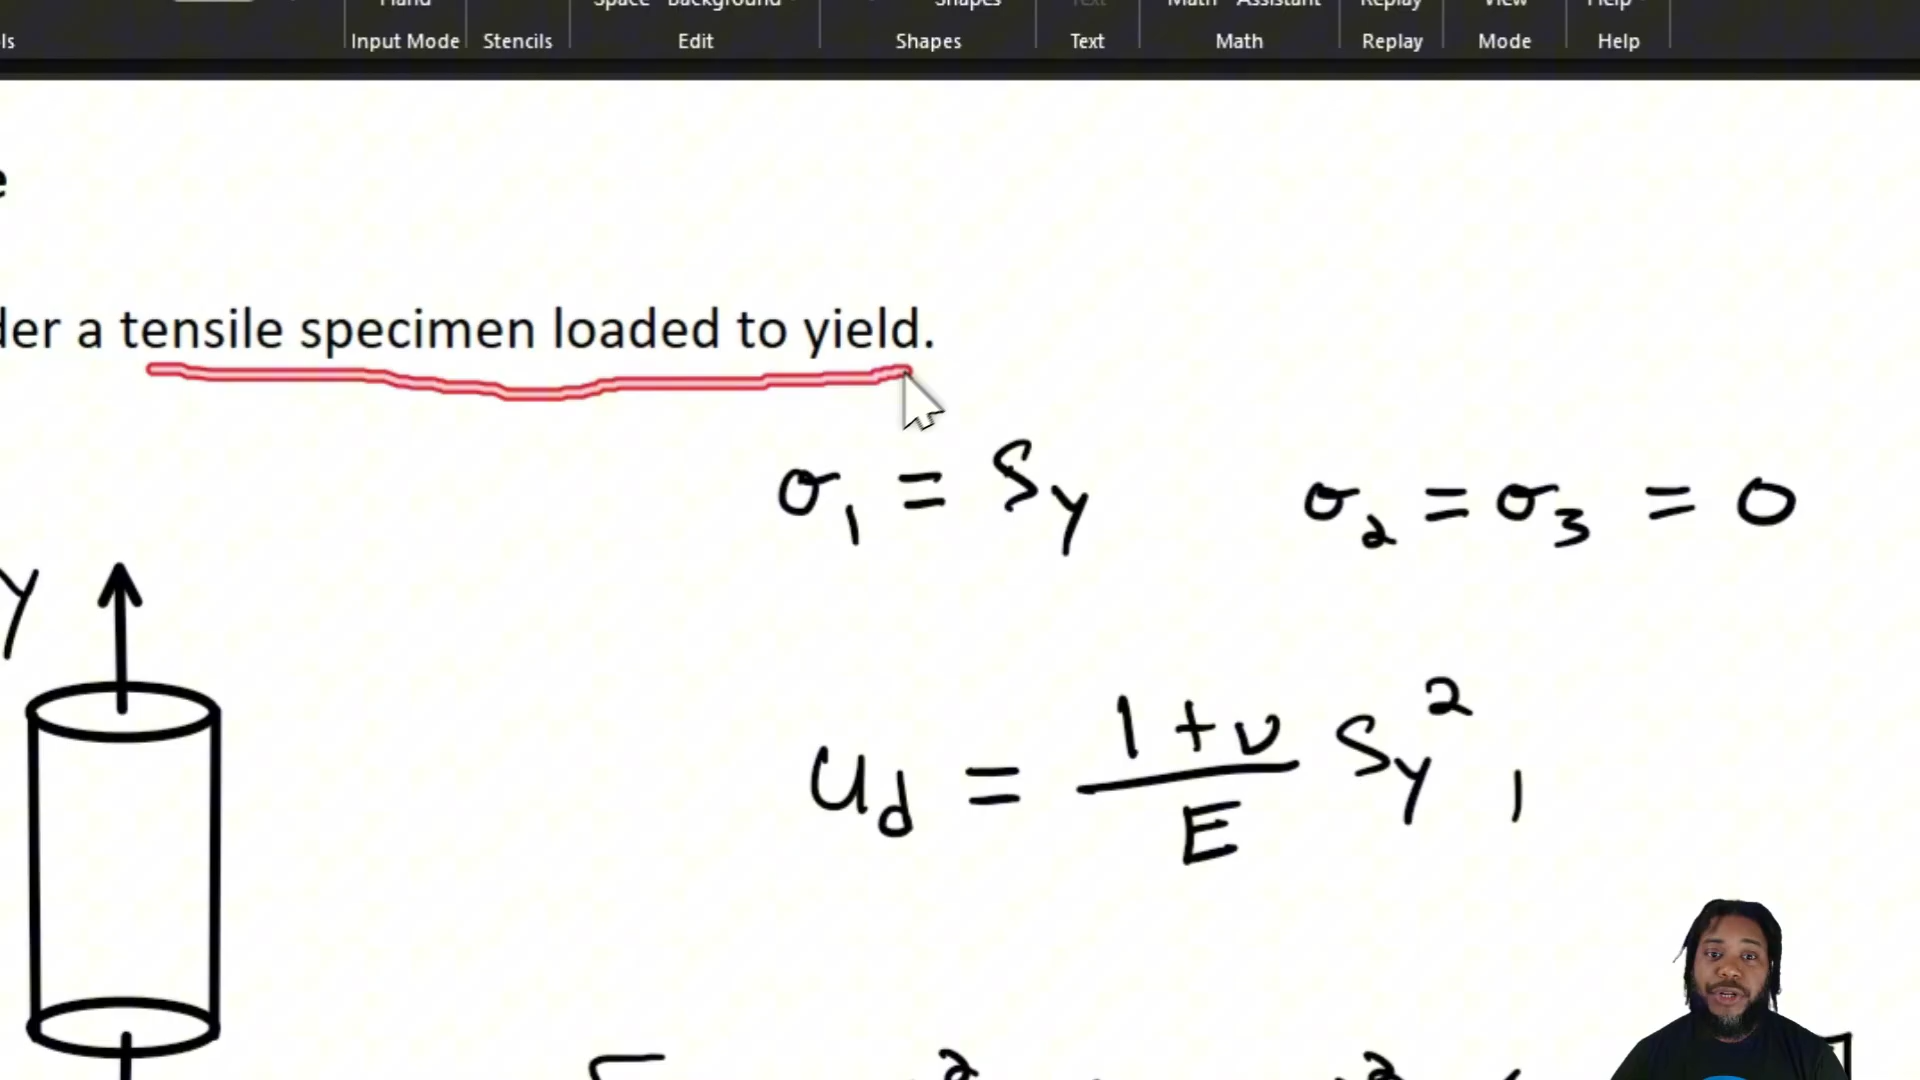 Input Mode Stencils Edit Shapes Text Math Replay Mode Help
e
der a tensile specimen loaded to yield.
σ₁ = Sy σ₂ = σ₃ = 0
y
u_d = (1+ν)/E Sy² ,